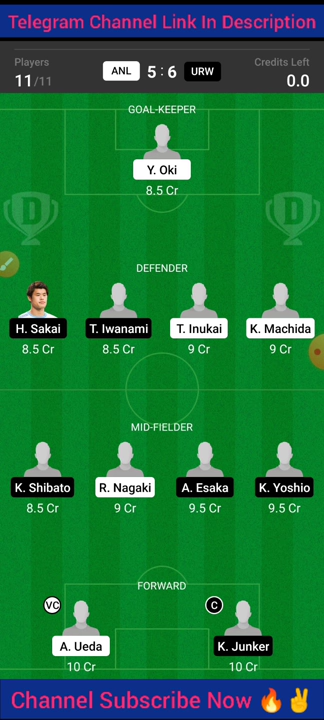 Telegram Channel Link In Description
Players
Credits Left
11/11
ANL 5 : 6 URW
0.0
GOAL-KEEPER
Y. Oki
8.5 Cr
D
D
DEFENDER
H. Sakai T. Iwanami T. Inukai K. Machida
8.5 Cr 8.5 Cr 9 Cr 9 Cr
MID-FIELDER
K. Shibato R. Nagaki A. Esaka K. Yoshio
8.5 Cr 9 Cr 9.5 Cr 9.5 Cr
FORWARD
VC C
A. Ueda K. Junker
10 Cr 10 Cr
Channel Subscribe Now 🔥✌️